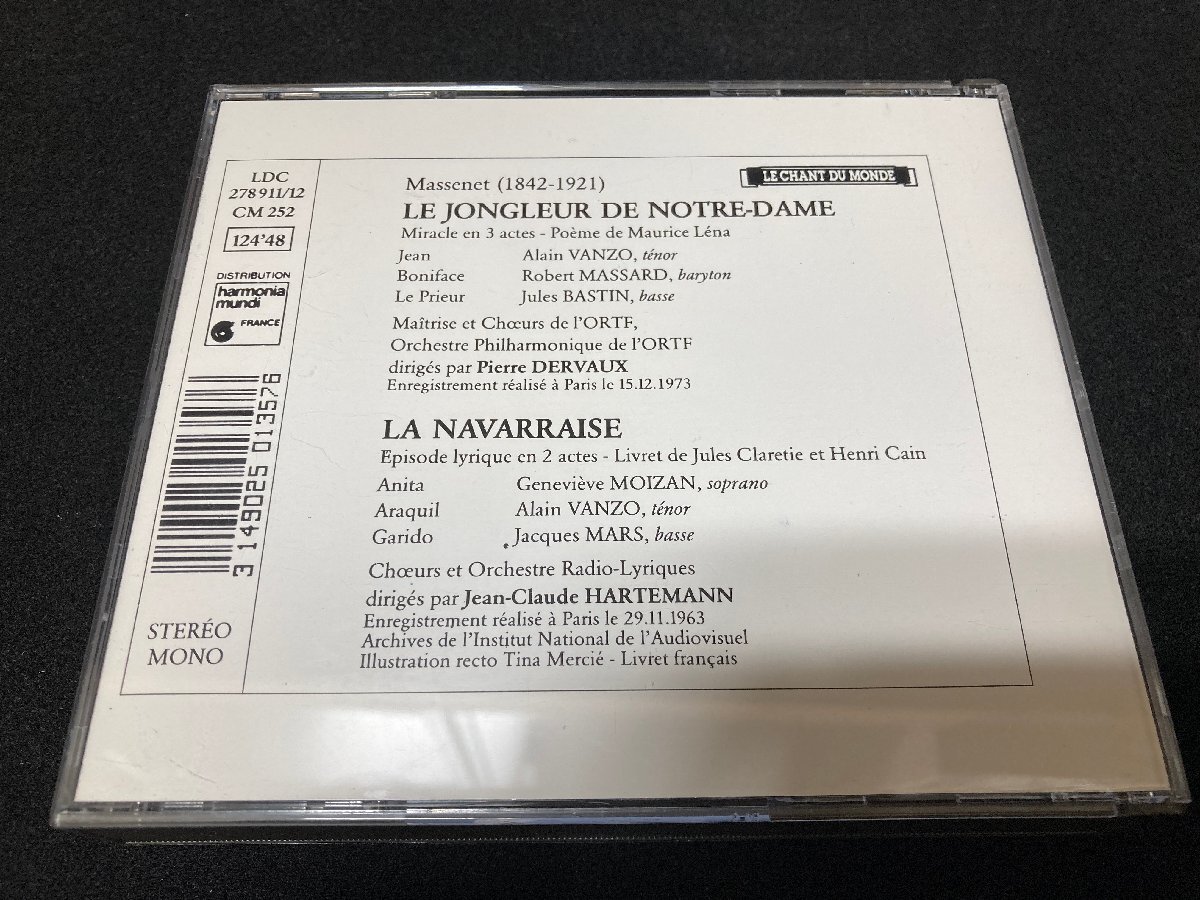 LDC
278911/12
CM 252
124'48
DISTRIBUTION
harmonia
mundi
FRANCE
3 149025 013576
STERÉO
MONO
LE CHANT DU MONDE
Massenet (1842-1921)
LE JONGLEUR DE NOTRE-DAME
Miracle en 3 actes - Poème de Maurice Léna
Jean Alain VANZO, ténor
Boniface Robert MASSARD, baryton
Le Prieur Jules BASTIN, basse
Maîtrise et Chœurs de l'ORTF,
Orchestre Philharmonique de l'ORTF
dirigés par Pierre DERVAUX
Enregistrement réalisé à Paris le 15.12.1973
LA NAVARRAISE
Episode lyrique en 2 actes - Livret de Jules Claretie et Henri Cain
Anita Geneviève MOIZAN, soprano
Araquil Alain VANZO, ténor
Garido Jacques MARS, basse
Chœurs et Orchestre Radio-Lyriques
dirigés par Jean-Claude HARTEMANN
Enregistrement réalisé à Paris le 29.11.1963
Archives de l'Institut National de l'Audiovisuel
Illustration recto Tina Mercié - Livret français